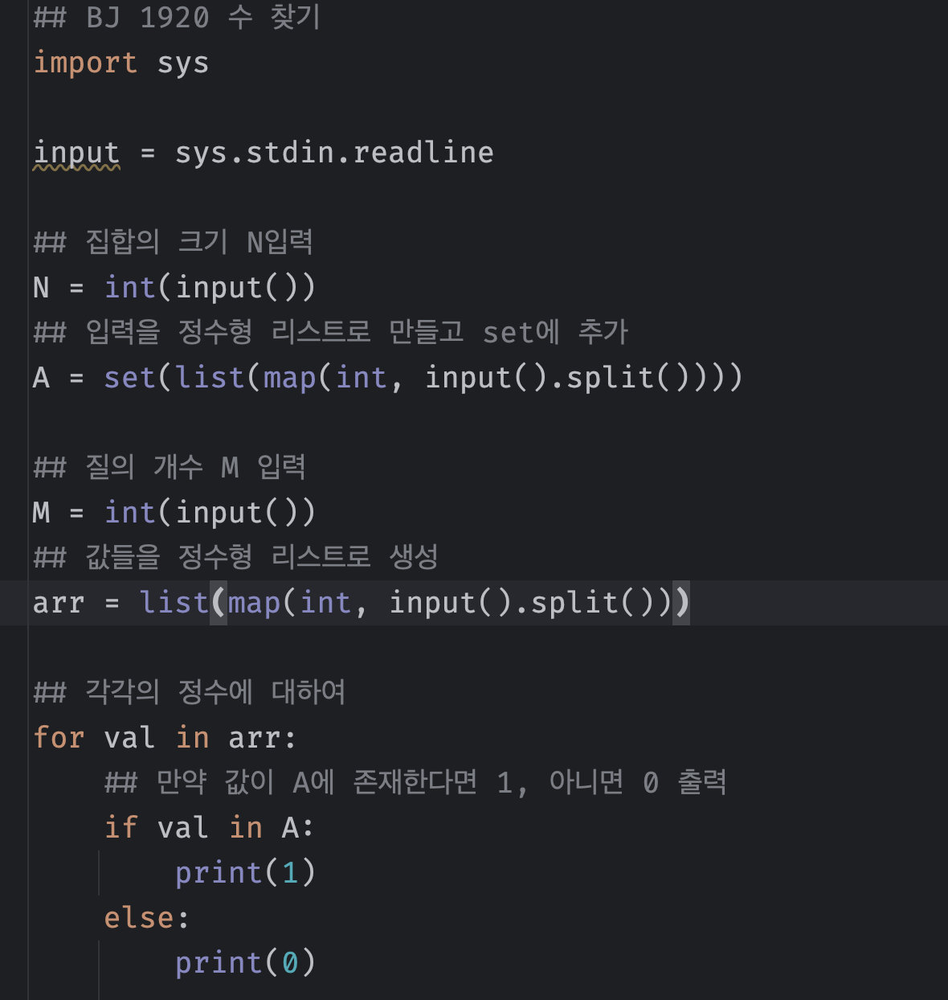 ## BJ 1920 수 찾기
import sys
input = sys.stdin.readline
## 집합의 크기 N입력
N = int(input())
## 입력을 정수형 리스트로 만들고 set에 추가
A = set(list(map(int, input().split())))
## 질의 개수 M 입력
M = int(input())
## 값들을 정수형 리스트로 생성
arr = list(map(int, input().split()))
## 각각의 정수에 대하여
for val in arr:
    ## 만약 값이 A에 존재한다면 1, 아니면 0 출력
    if val in A:
        print(1)
    else:
        print(0)